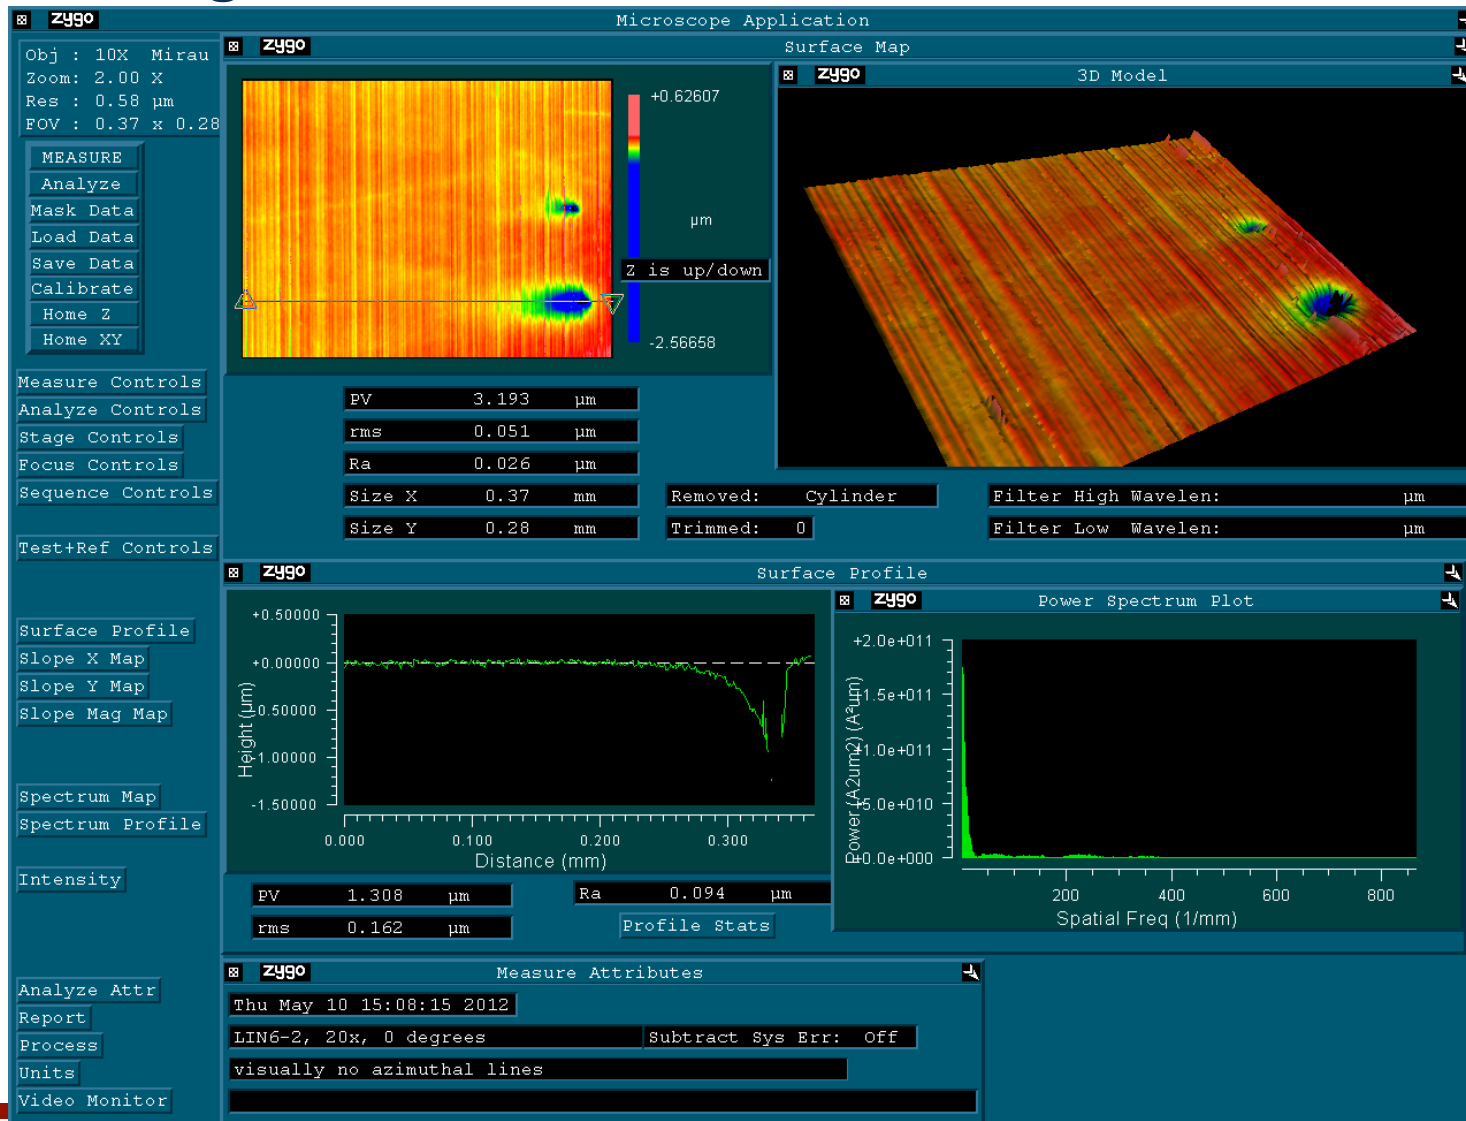 zygo
Microscope Application
Obj : 10X Mirau
Zoom: 2.00 X
Res : 0.58 µm
FOV : 0.37 x 0.28
MEASURE
Analyze
Mask Data
Load Data
Save Data
Calibrate
Home Z
Home XY
Measure Controls
Analyze Controls
Stage Controls
Focus Controls
Sequence Controls
Test+Ref Controls
Surface Profile
Slope X Map
Slope Y Map
Slope Mag Map
Spectrum Map
Spectrum Profile
Intensity
Analyze Attr
Report
Process
Units
Video Monitor
zygo
Surface Map
+0.62607
µm
Z is up/down
-2.56658
zygo
3D Model
PV 3.193 µm
rms 0.051 µm
Ra 0.026 µm
Size X 0.37 mm
Size Y 0.28 mm
Removed: Cylinder
Trimmed: 0
Filter High Wavelen: µm
Filter Low Wavelen: µm
zygo
Surface Profile
+0.50000
+0.00000
-0.50000
-1.00000
-1.50000
Height (µm)
0.000 0.100 0.200 0.300
Distance (mm)
PV 1.308 µm
rms 0.162 µm
Ra 0.094 µm
Profile Stats
zygo
Power Spectrum Plot
+2.0e+011
+1.5e+011
+1.0e+011
+5.0e+010
+0.0e+000
Power (A2um2) (A²µm)
200 400 600 800
Spatial Freq (1/mm)
zygo
Measure Attributes
Thu May 10 15:08:15 2012
LIN6-2, 20x, 0 degrees
Subtract Sys Err: Off
visually no azimuthal lines